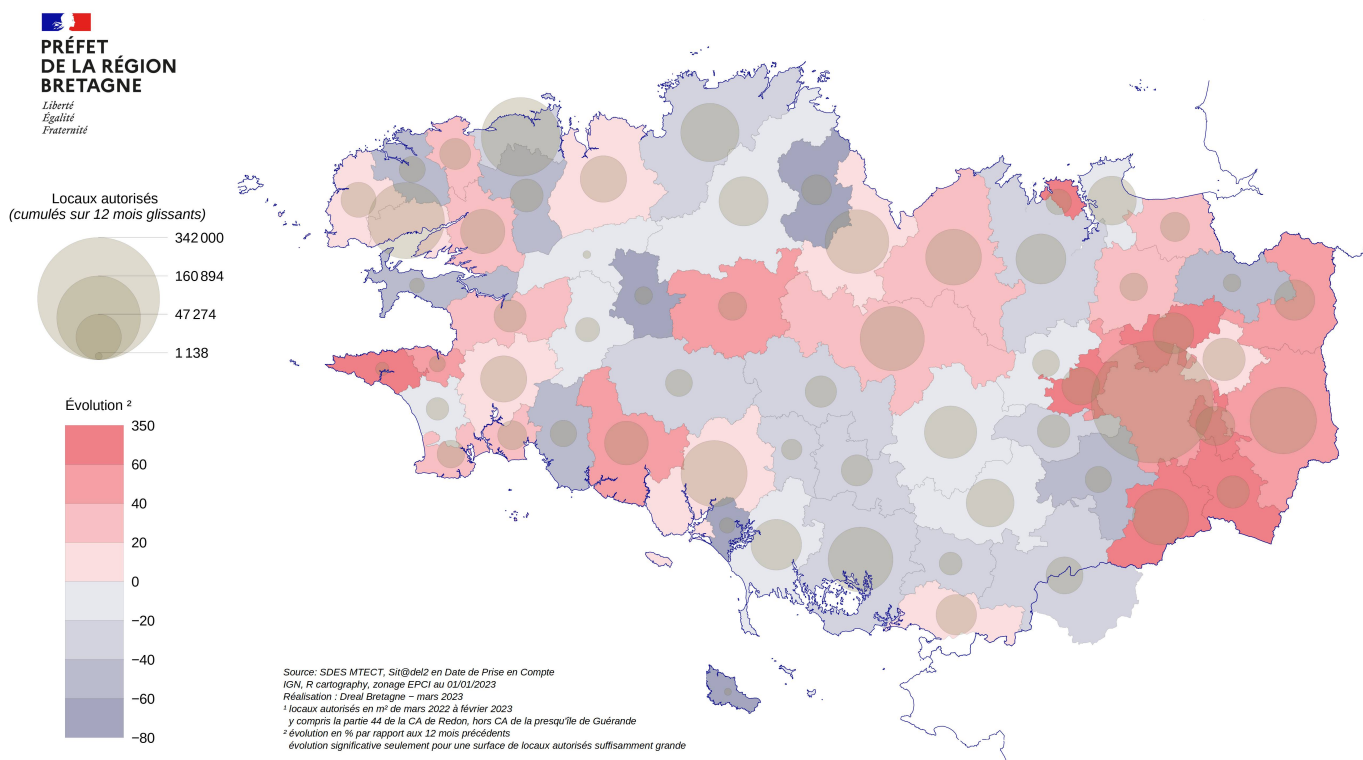 PRÉFET
DE LA RÉGION
BRETAGNE
Liberté
Égalité
Fraternité
Locaux autorisés
(cumulés sur 12 mois glissants)
342 000
160 894
47 274
1 138
Évolution ²
350
60
40
20
0
−20
−40
−60
−80
Source: SDES MTECT, Sit@del2 en Date de Prise en Compte
IGN, R cartography, zonage EPCI au 01/01/2023
Réalisation : Dreal Bretagne − mars 2023
¹ locaux autorisés en m² de mars 2022 à février 2023
y compris la partie 44 de la CA de Redon, hors CA de la presqu'île de Guérande
² évolution en % par rapport aux 12 mois précédents
évolution significative seulement pour une surface de locaux autorisés suffisamment grande